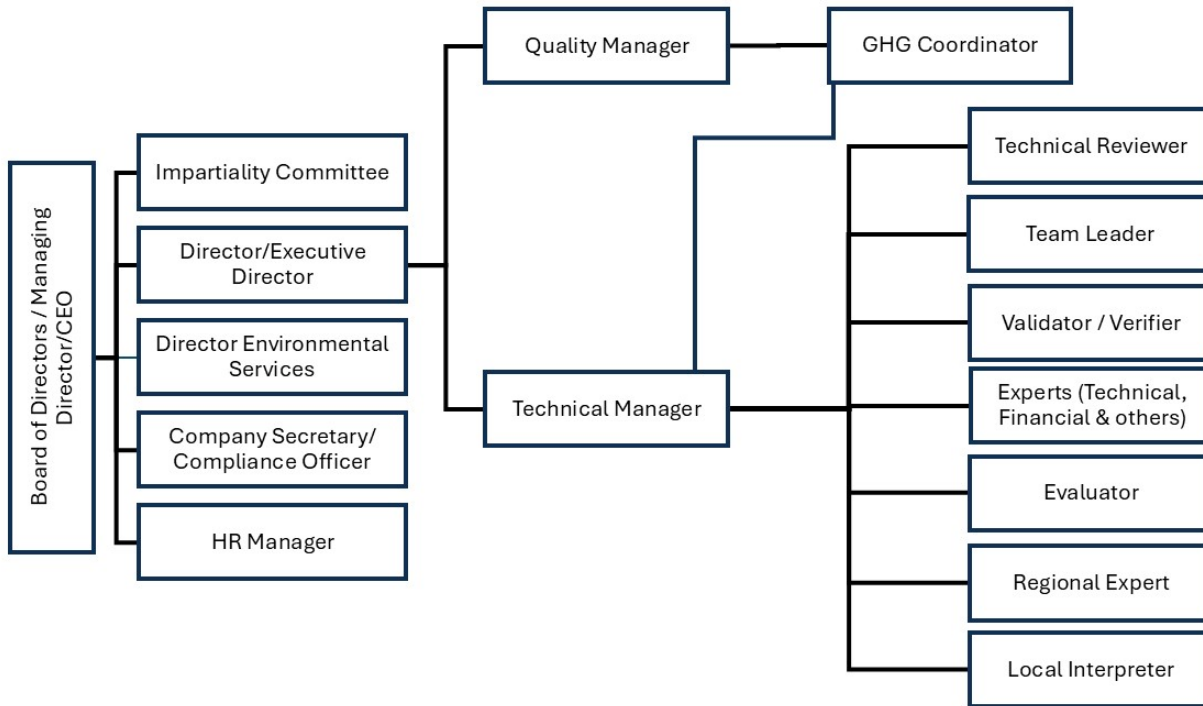 Board of Directors / Managing
Director/CEO
Impartiality Committee
Director/Executive
Director
Director Environmental
Services
Company Secretary/
Compliance Officer
HR Manager
Quality Manager
Technical Manager
GHG Coordinator
Technical Reviewer
Team Leader
Validator / Verifier
Experts (Technical,
Financial & others)
Evaluator
Regional Expert
Local Interpreter